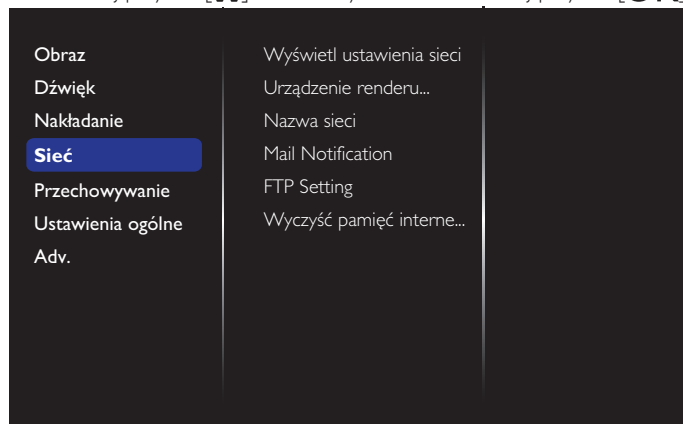 Obraz
Dźwięk
Nakładanie
Sieć
Przechowywanie
Ustawienia ogólne
Adv.
Wyświetl ustawienia sieci
Urządzenie renderu...
Nazwa sieci
Mail Notification
FTP Setting
Wyczyść pamięć interne...